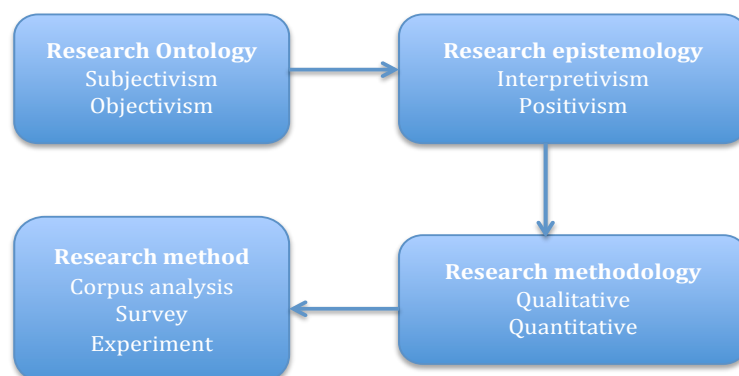 Research Ontology
Subjectivism
Objectivism
Research epistemology
Interpretivism
Positivism
Research method
Corpus analysis
Survey
Experiment
Research methodology
Qualitative
Quantitative